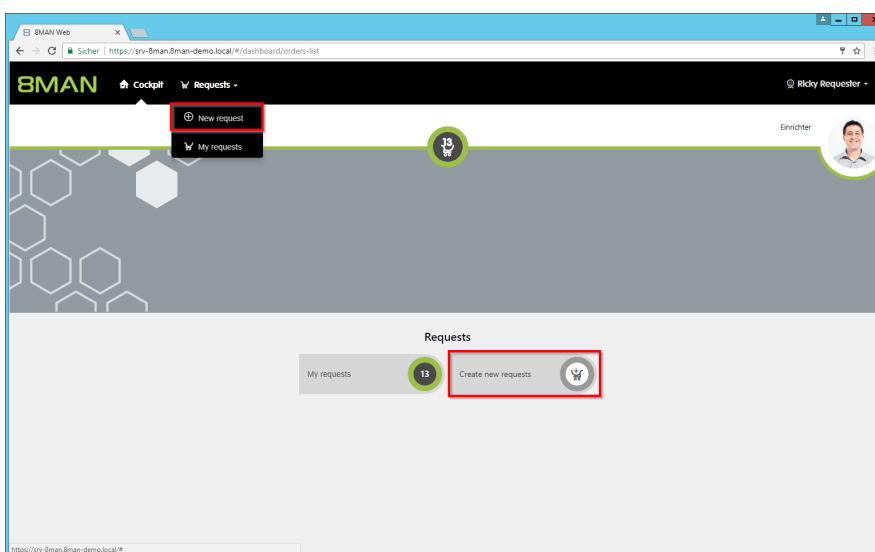 8MAN Web
Sicher | https://srv-8man.8man-demo.local/#/dashboard/orders-list
8MAN Cockpit Requests Ricky Requester
New request
My requests
Einrichter
13
Requests
My requests 13 Create new requests
https://srv-8man.8man-demo.local/#